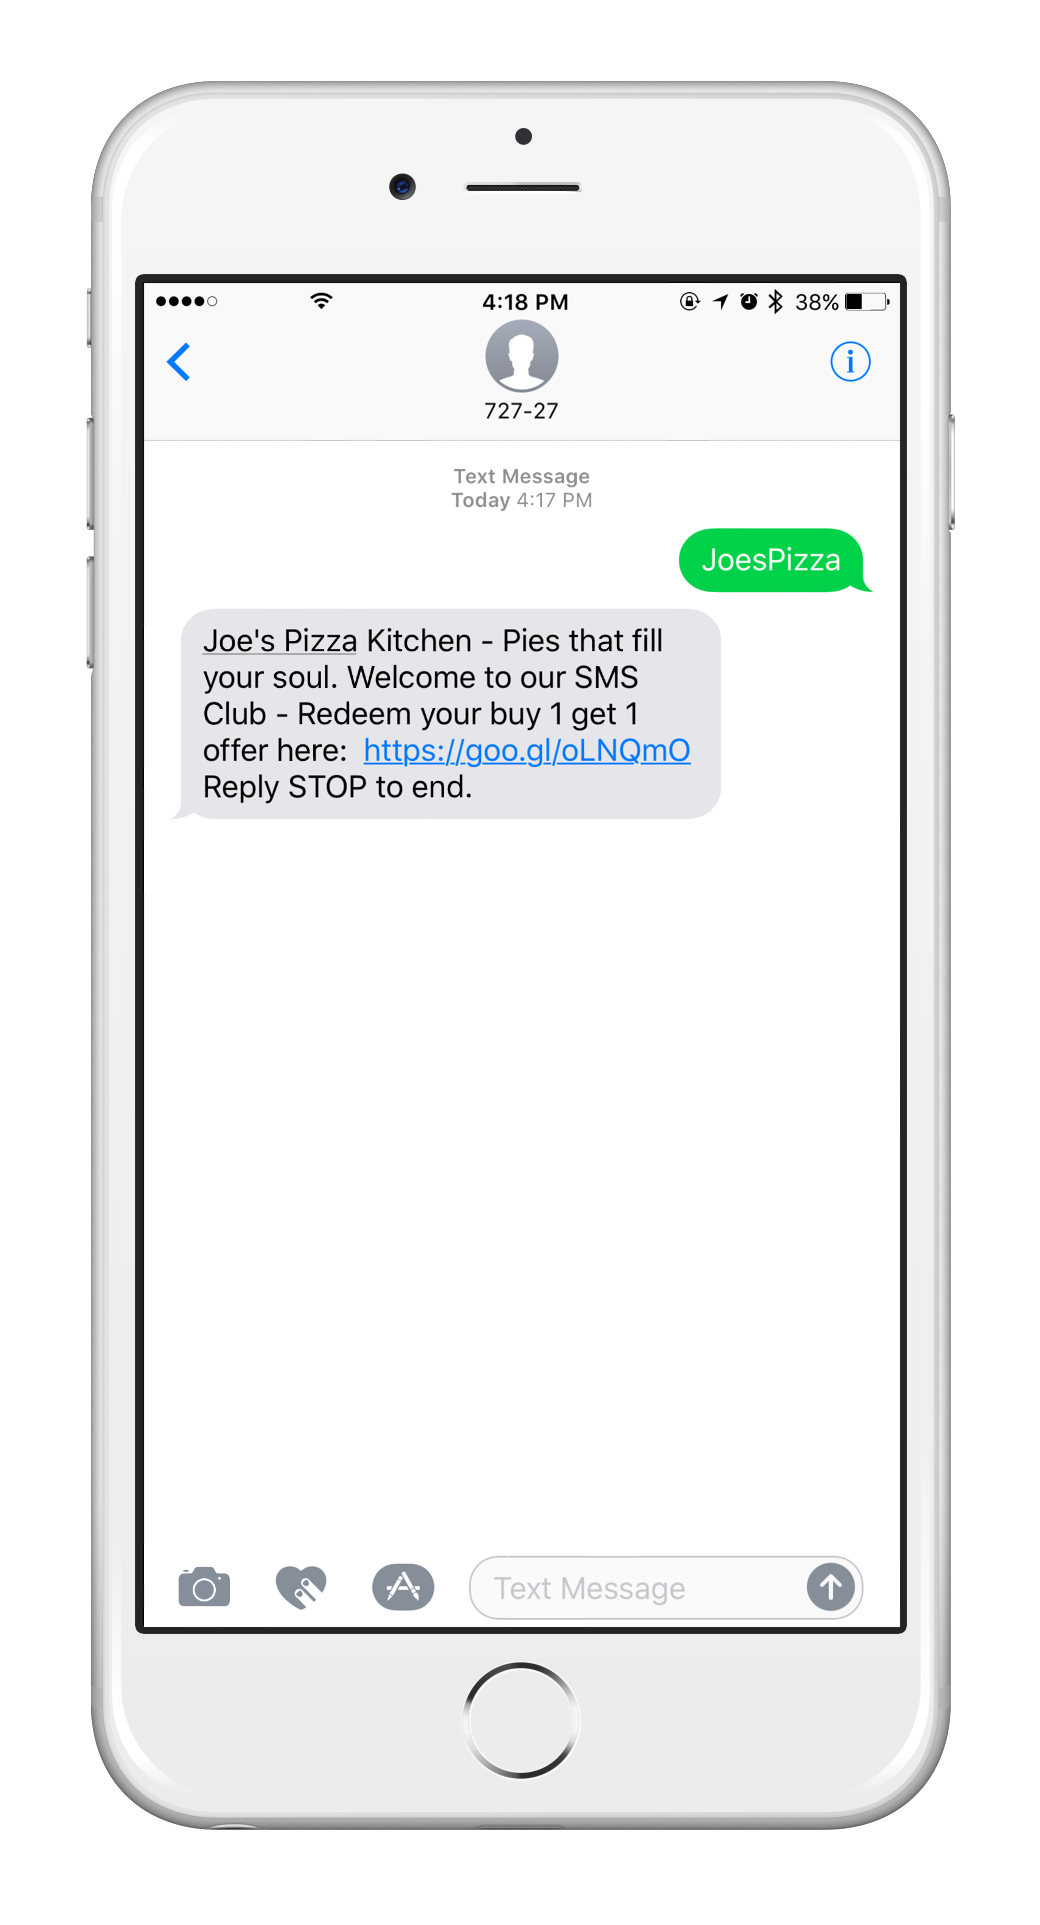 4:18 PM 38%
727-27
Text Message
Today 4:17 PM
JoesPizza
Joe's Pizza Kitchen - Pies that fill
your soul. Welcome to our SMS
Club - Redeem your buy 1 get 1
offer here:  https://goo.gl/oLNQmO
Reply STOP to end.
Text Message